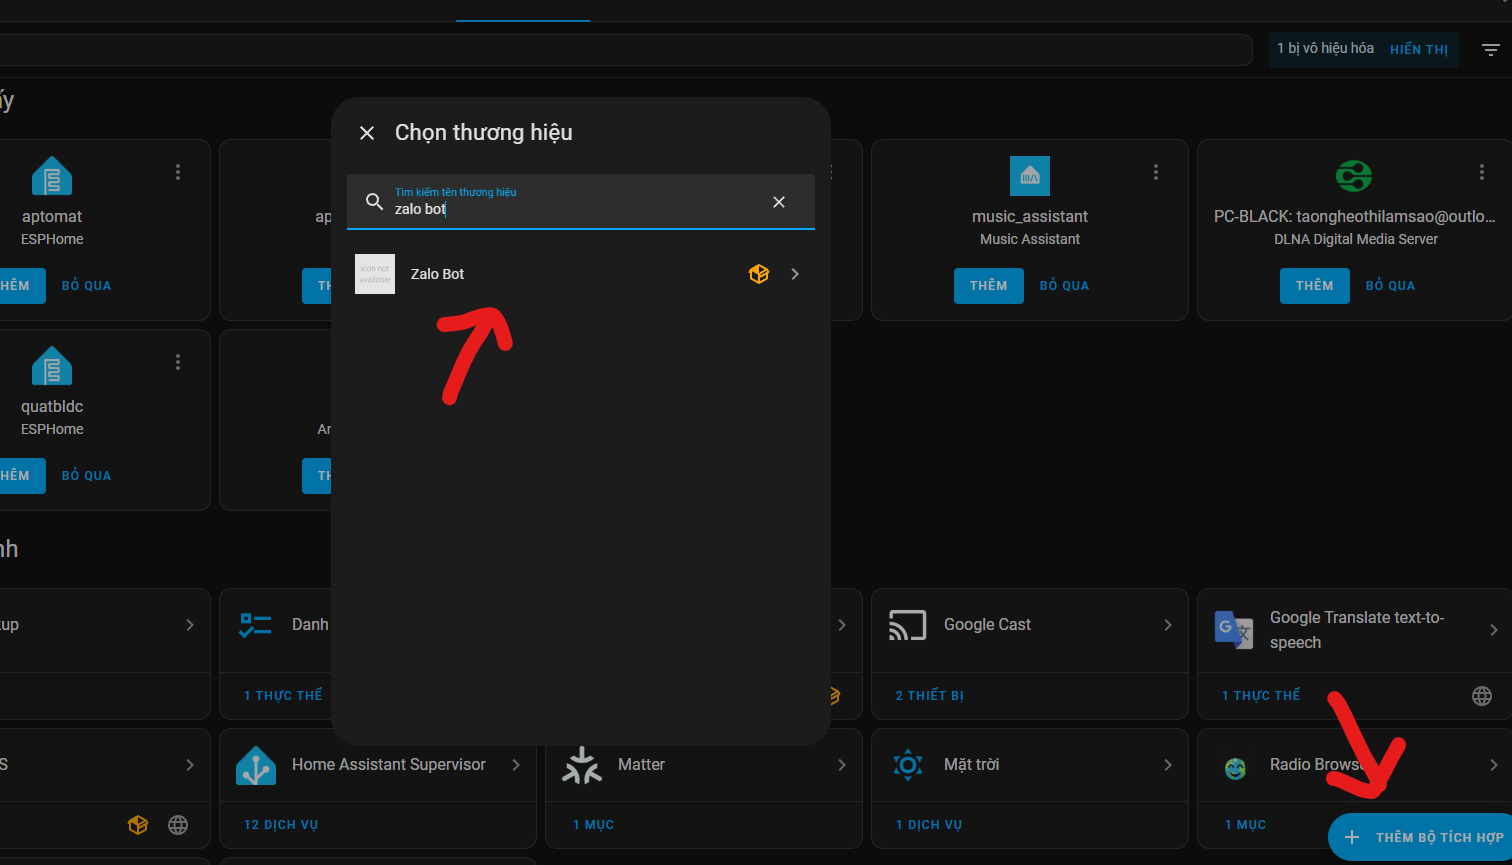 1 bị vô hiệu hóa HIỂN THỊ
ấy
Chọn thương hiệu
Tìm kiếm tên thương hiệu
zalo bot
icon not
available
Zalo Bot
aptomat
ESPHome
HÊM BỎ QUA
ap
TH
music_assistant
Music Assistant
THÊM BỎ QUA
PC-BLACK: taongheothilamsao@outlo...
DLNA Digital Media Server
THÊM BỎ QUA
quatbldc
ESPHome
HÊM BỎ QUA
Ar
TH
nh
up
Danh
1 THỰC THỂ
Google Cast
2 THIẾT BỊ
Google Translate text-to-
speech
1 THỰC THỂ
S
Home Assistant Supervisor
12 DỊCH VỤ
Matter
1 MỤC
Mặt trời
1 DỊCH VỤ
Radio Browse
1 MỤC
THÊM BỘ TÍCH HỢP